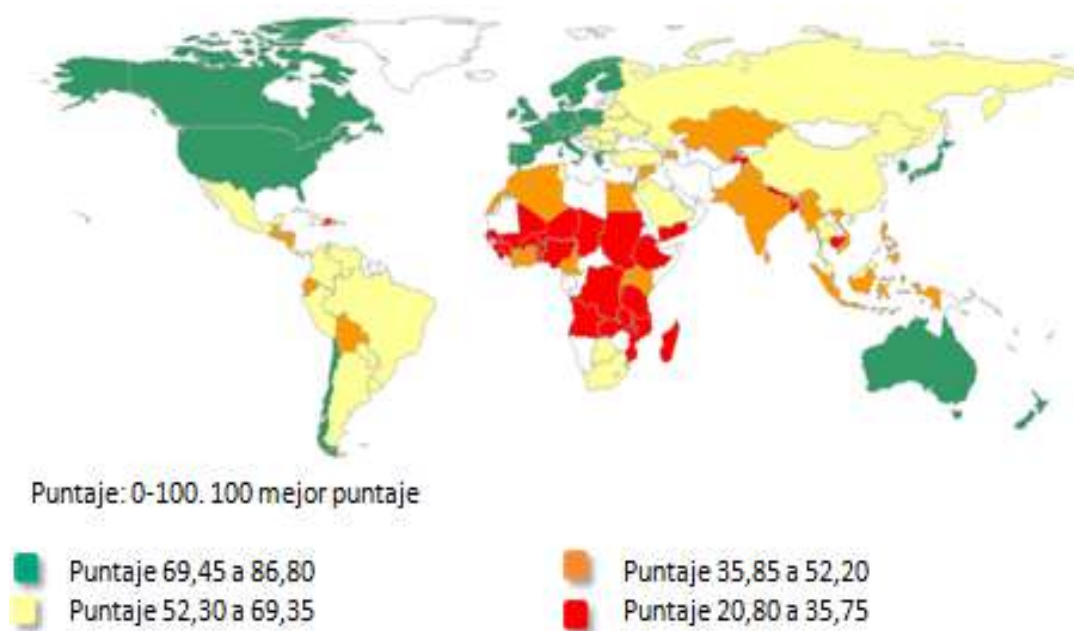 Puntaje: 0-100. 100 mejor puntaje
Puntaje 69,45 a 86,80
Puntaje 52,30 a 69,35
Puntaje 35,85 a 52,20
Puntaje 20,80 a 35,75